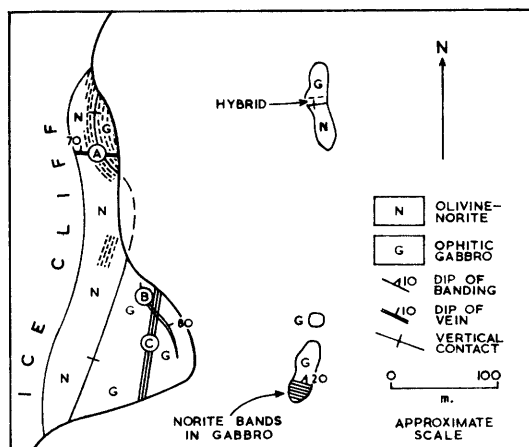 N
G
HYBRID
N
N
G
70
A
N
N
ICE CLIFF
N
OLIVINE-
NORITE
G
OPHITIC
GABBRO
10
DIP OF
BANDING
10
DIP OF
VEIN
VERTICAL
CONTACT
0 100
m.
APPROXIMATE
SCALE
N
B
G
80
C
G
N
G
G
G
20
NORITE BANDS
IN GABBRO